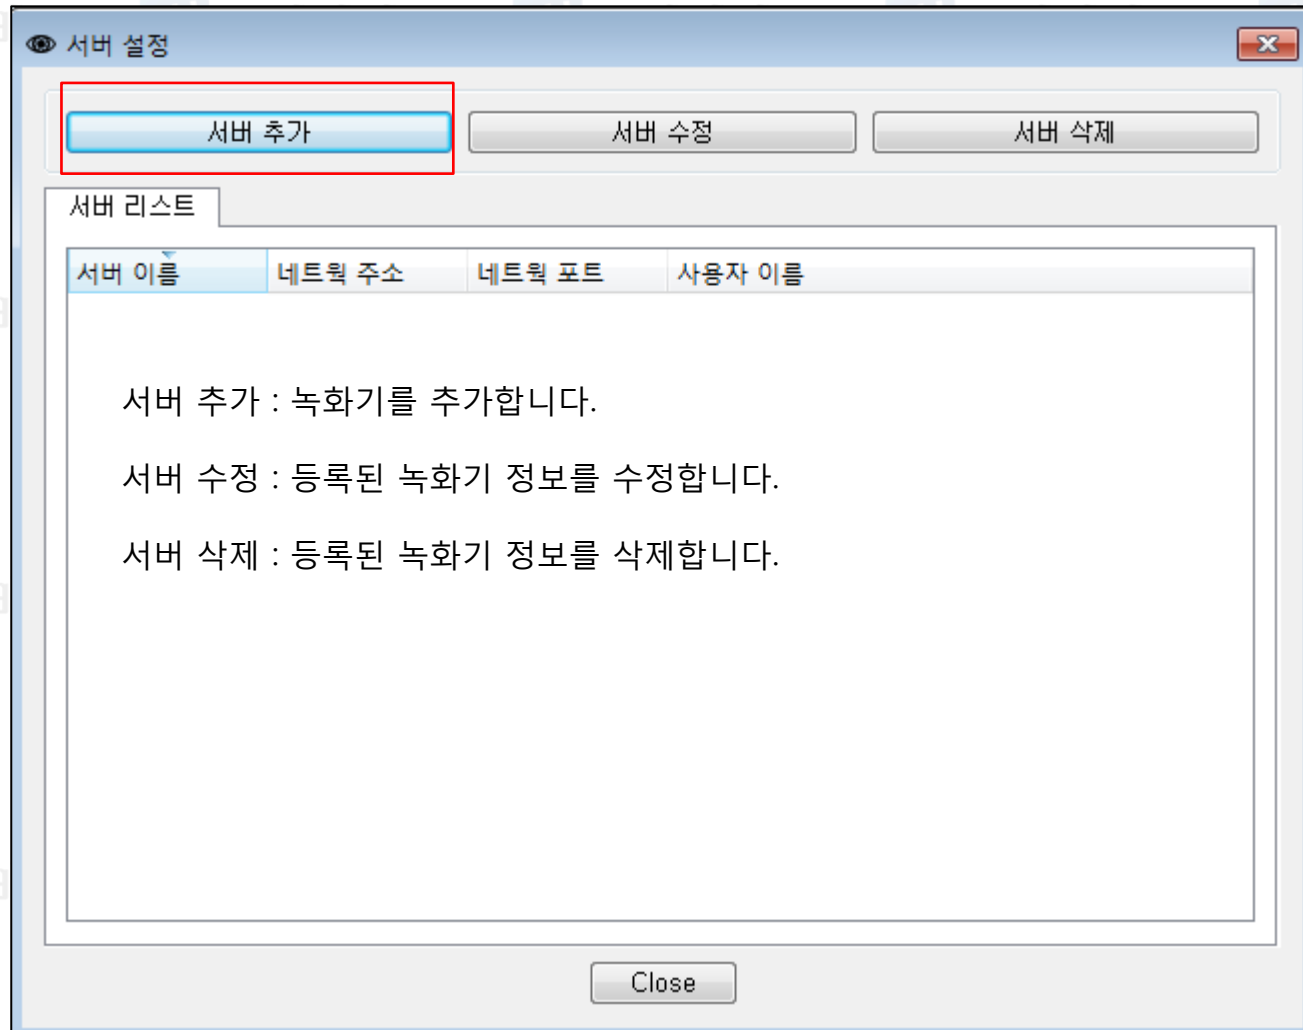 서버 설정
서버 추가 서버 수정 서버 삭제
서버 리스트
서버 이름 네트웍 주소 네트웍 포트 사용자 이름
서버 추가 : 녹화기를 추가합니다.
서버 수정 : 등록된 녹화기 정보를 수정합니다.
서버 삭제 : 등록된 녹화기 정보를 삭제합니다.
Close